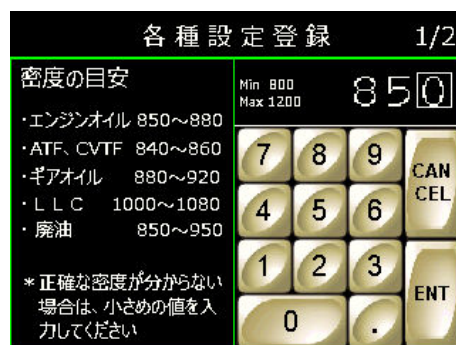 各種設定登録 1/2
密度の目安
・エンジンオイル 850～880
・ATF、CVTF 840～860
・ギアオイル 880～920
・ＬＬＣ 1000～1080
・廃油 850～950
＊正確な密度が分からない
場合は、小さめの値を入
力してください
Min 800
Max 1200
850
7 8 9
CAN
CEL
4 5 6
1 2 3
ENT
0 .